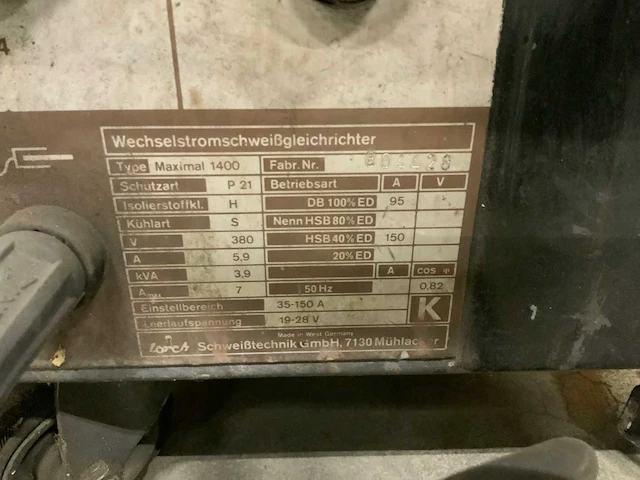 4
Wechselstromschweißgleichrichter
Type Maximal 1400 Fabr. Nr.
Schutzart P 21 Betriebsart A V
Isolierstoffkl. H DB 100% ED 95
Kühlart S Nenn HSB 80% ED
V 380 HSB 40% ED 150
A 5,9 20% ED
kVA 3,9 A cos φ
Amax 7 50 Hz 0,82
Einstellbereich 35-150 A K
Leerlaufspannung 19-28 V
Made in West Germany
Lorch Schweißtechnik GmbH, 7130 Mühlacker